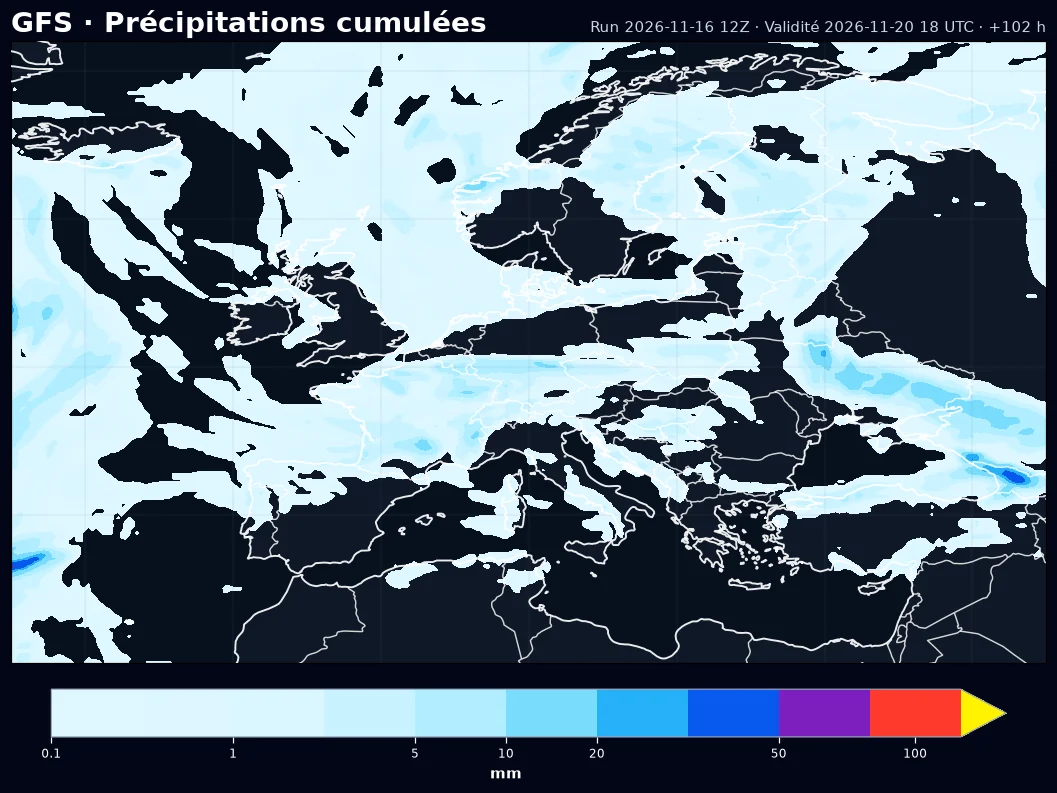 GFS · Précipitations cumulées
Run 2026-11-16 12Z · Validité 2026-11-20 18 UTC · +102 h
0.1 1 5 10 20 50 100
mm